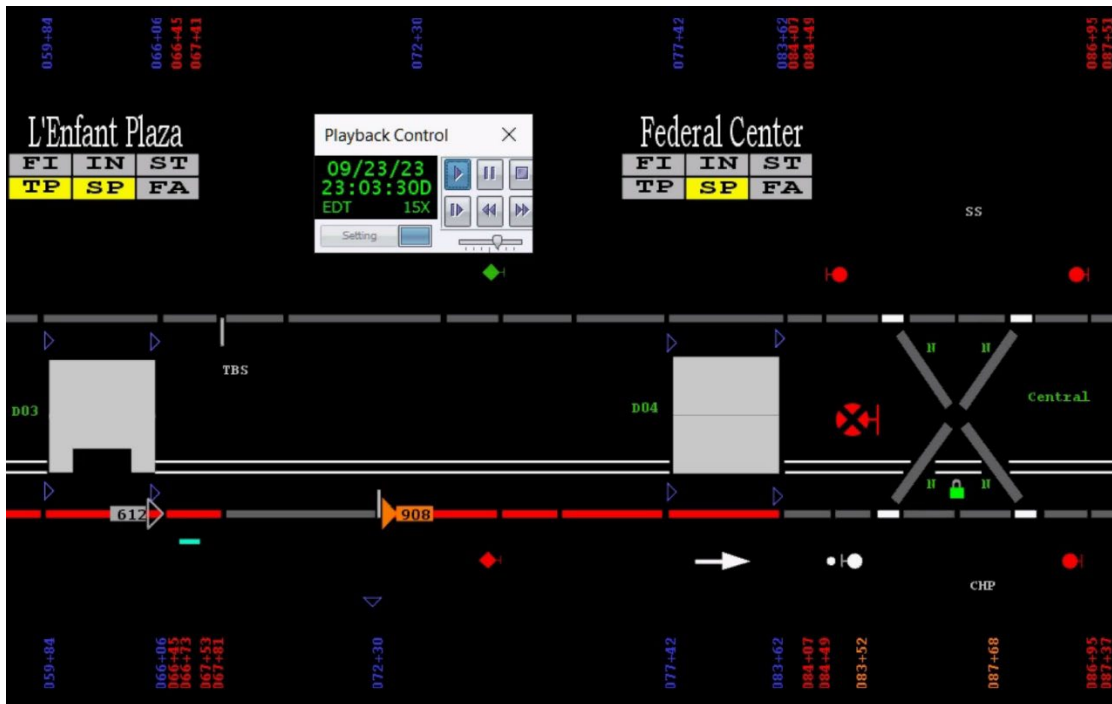 059+84
066+06
066+45
067+41
072+30
077+42
083+62
084+07
084+49
086+95
087+51
L'Enfant Plaza
FI IN ST
TP SP FA
Playback Control
09/23/23
23:03:30D
EDT 15X
Setting
Federal Center
FI IN ST
TP SP FA
SS
TBS
N N
Central
D03
D04
N N
612
908
CHP
059+84
066+06
066+45
066+73
067+53
067+81
072+30
077+42
083+62
084+07
084+49
083+52
087+68
086+95
087+37